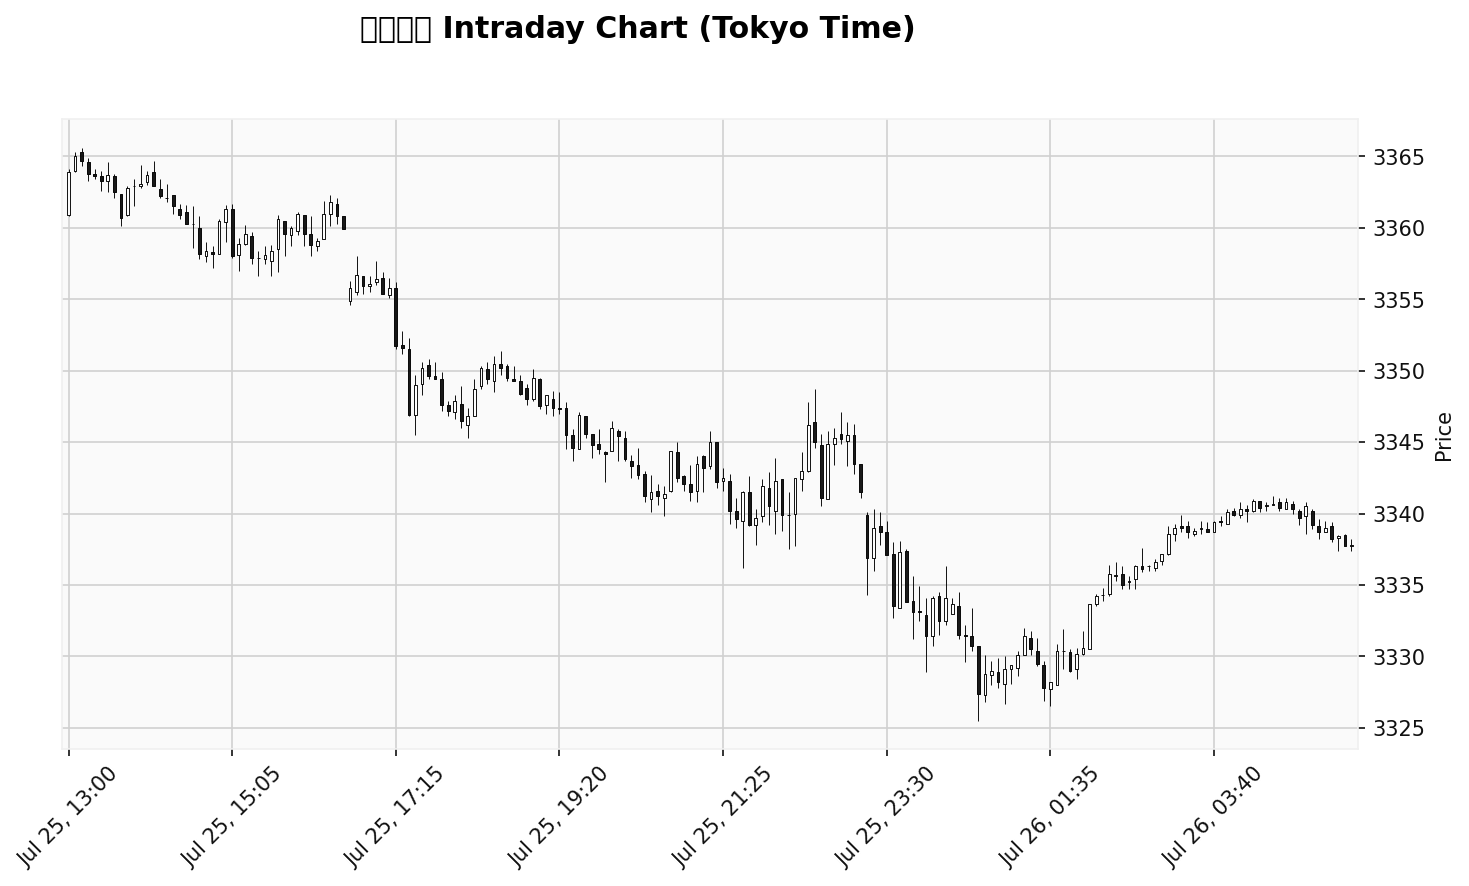 Intraday Chart (Tokyo Time)
3365
3360
3355
3350
3345
3340
3335
3330
3325
Price
Jul 25, 13:00
Jul 25, 15:05
Jul 25, 17:15
Jul 25, 19:20
Jul 25, 21:25
Jul 25, 23:30
Jul 26, 01:35
Jul 26, 03:40